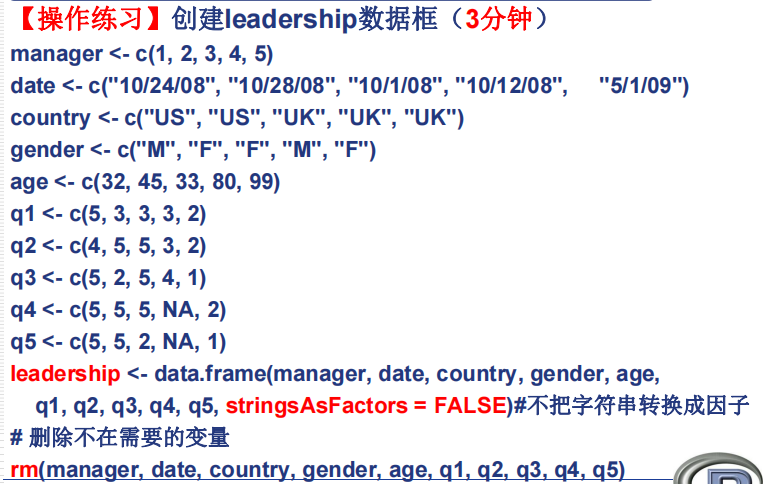 【操作练习】创建leadership数据框（3分钟）
manager <- c(1, 2, 3, 4, 5)
date <- c("10/24/08", "10/28/08", "10/1/08", "10/12/08", "5/1/09")
country <- c("US", "US", "UK", "UK", "UK")
gender <- c("M", "F", "F", "M", "F")
age <- c(32, 45, 33, 80, 99)
q1 <- c(5, 3, 3, 3, 2)
q2 <- c(4, 5, 5, 3, 2)
q3 <- c(5, 2, 5, 4, 1)
q4 <- c(5, 5, 5, NA, 2)
q5 <- c(5, 5, 2, NA, 1)
leadership <- data.frame(manager, date, country, gender, age,
q1, q2, q3, q4, q5, stringsAsFactors = FALSE)#不把字符串转换成因子
# 删除不在需要的变量
rm(manager, date, country, gender, age, q1, q2, q3, q4, q5)